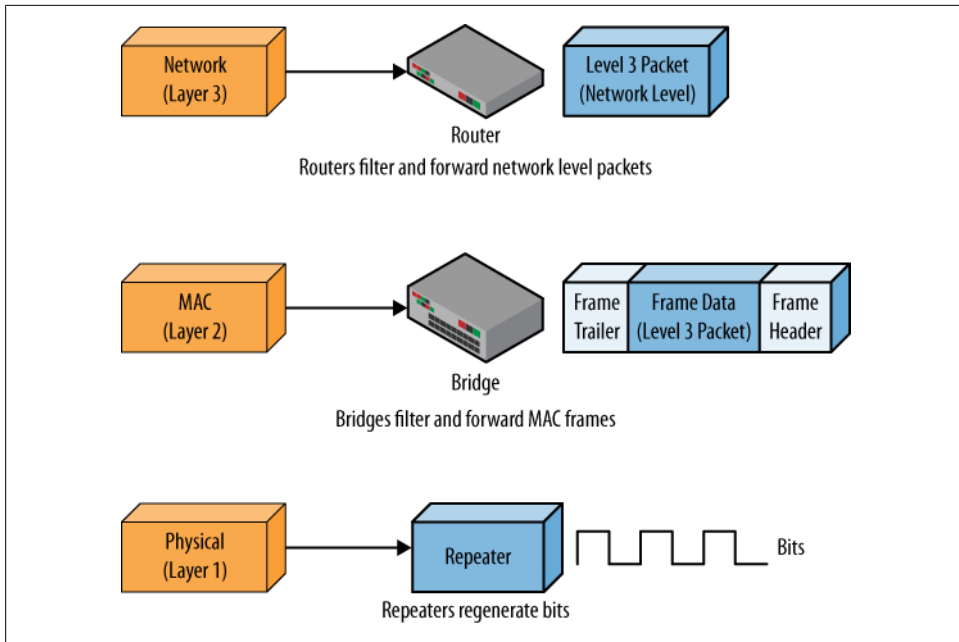 Network
(Layer 3)
Router
Level 3 Packet
(Network Level)
Routers filter and forward network level packets
MAC
(Layer 2)
Bridge
Frame
Trailer
Frame Data
(Level 3 Packet)
Frame
Header
Bridges filter and forward MAC frames
Physical
(Layer 1)
Repeater
Bits
Repeaters regenerate bits